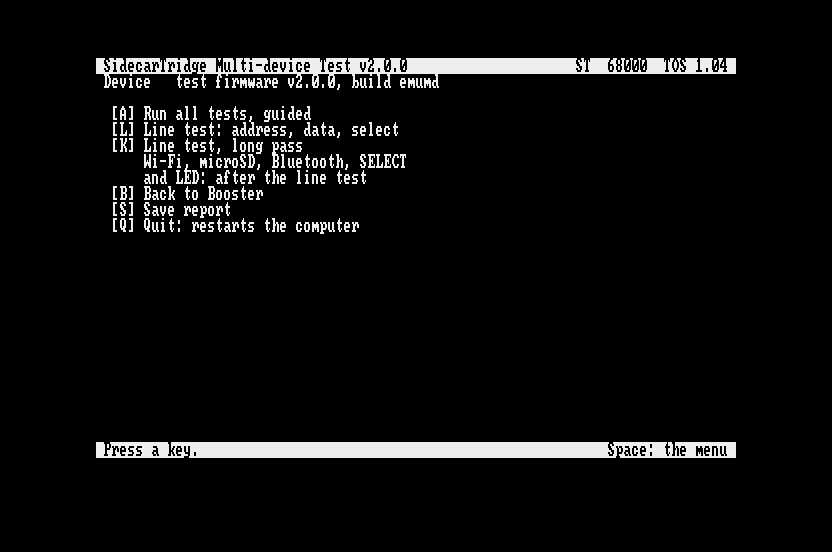 SidecarTridge Multi-device Test v2.0.0 ST 68000 TOS 1.04
Device test firmware v2.0.0, build emumd
[A] Run all tests, guided
[L] Line test: address, data, select
[K] Line test, long pass
Wi-Fi, microSD, Bluetooth, SELECT
and LED: after the line test
[B] Back to Booster
[S] Save report
[Q] Quit: restarts the computer
Press a key. Space: the menu